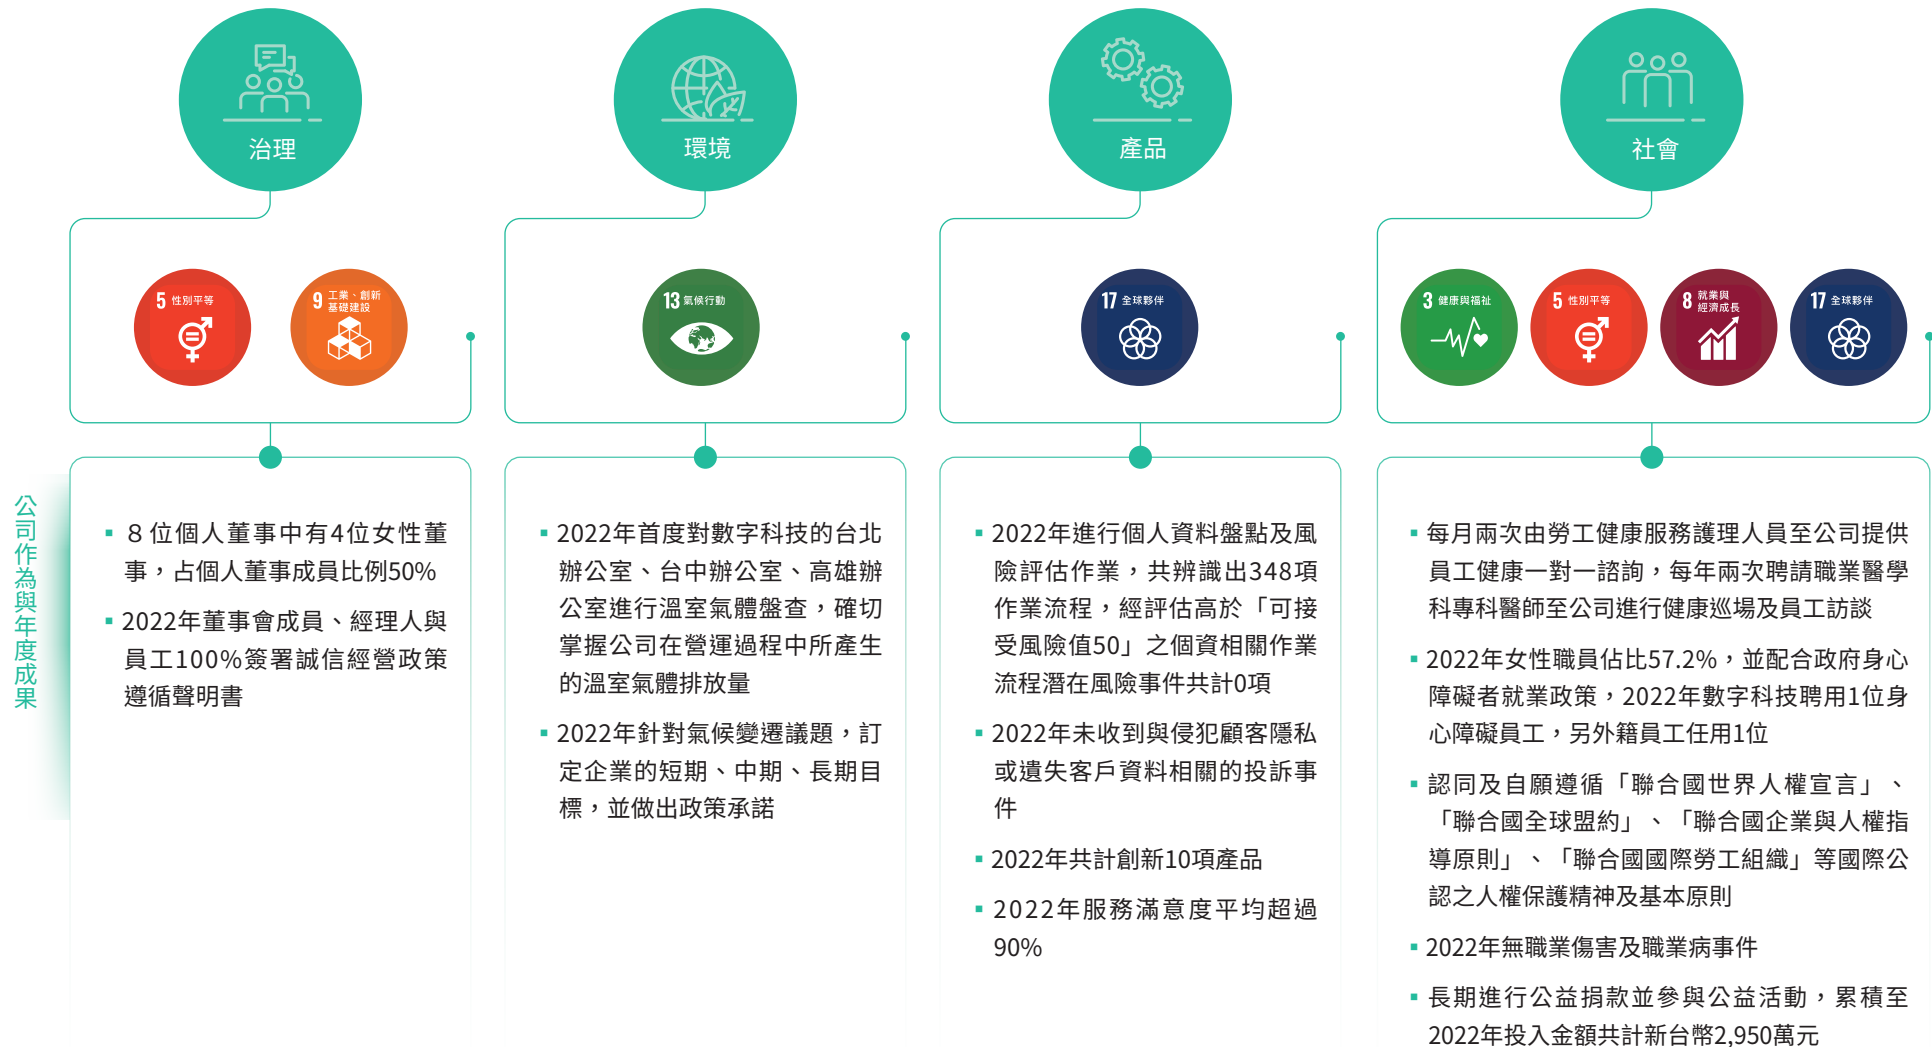 治理
5 性別平等
9 工業、創新
基礎建設
環境
13 氣候行動
產品
17 全球夥伴
社會
3 健康與福祉
5 性別平等
8 就業與
經濟成長
17 全球夥伴
公司作為與年度成果
▪ 8位個人董事中有4位女性董
事，占個人董事成員比例50%
▪ 2022年董事會成員、經理人與
員工100%簽署誠信經營政策
遵循聲明書
▪ 2022年首度對數字科技的台北
辦公室、台中辦公室、高雄辦
公室進行溫室氣體盤查，確切
掌握公司在營運過程中所產生
的溫室氣體排放量
▪ 2022年針對氣候變遷議題，訂
定企業的短期、中期、長期目
標，並做出政策承諾
▪ 2022年進行個人資料盤點及風
險評估作業，共辨識出348項
作業流程，經評估高於「可接
受風險值50」之個資相關作業
流程潛在風險事件共計0項
▪ 2022年未收到與侵犯顧客隱私
或遺失客戶資料相關的投訴事
件
▪ 2022年共計創新10項產品
▪ 2022年服務滿意度平均超過
90%
▪ 每月兩次由勞工健康服務護理人員至公司提供
員工健康一對一諮詢，每年兩次聘請職業醫學
科專科醫師至公司進行健康巡場及員工訪談
▪ 2022年女性職員佔比57.2%，並配合政府身心
障礙者就業政策，2022年數字科技聘用1位身
心障礙員工，另外籍員工任用1位
▪ 認同及自願遵循「聯合國世界人權宣言」、
「聯合國全球盟約」、「聯合國企業與人權指
導原則」、「聯合國國際勞工組織」等國際公
認之人權保護精神及基本原則
▪ 2022年無職業傷害及職業病事件
▪ 長期進行公益捐款並參與公益活動，累積至
2022年投入金額共計新台幣2,950萬元